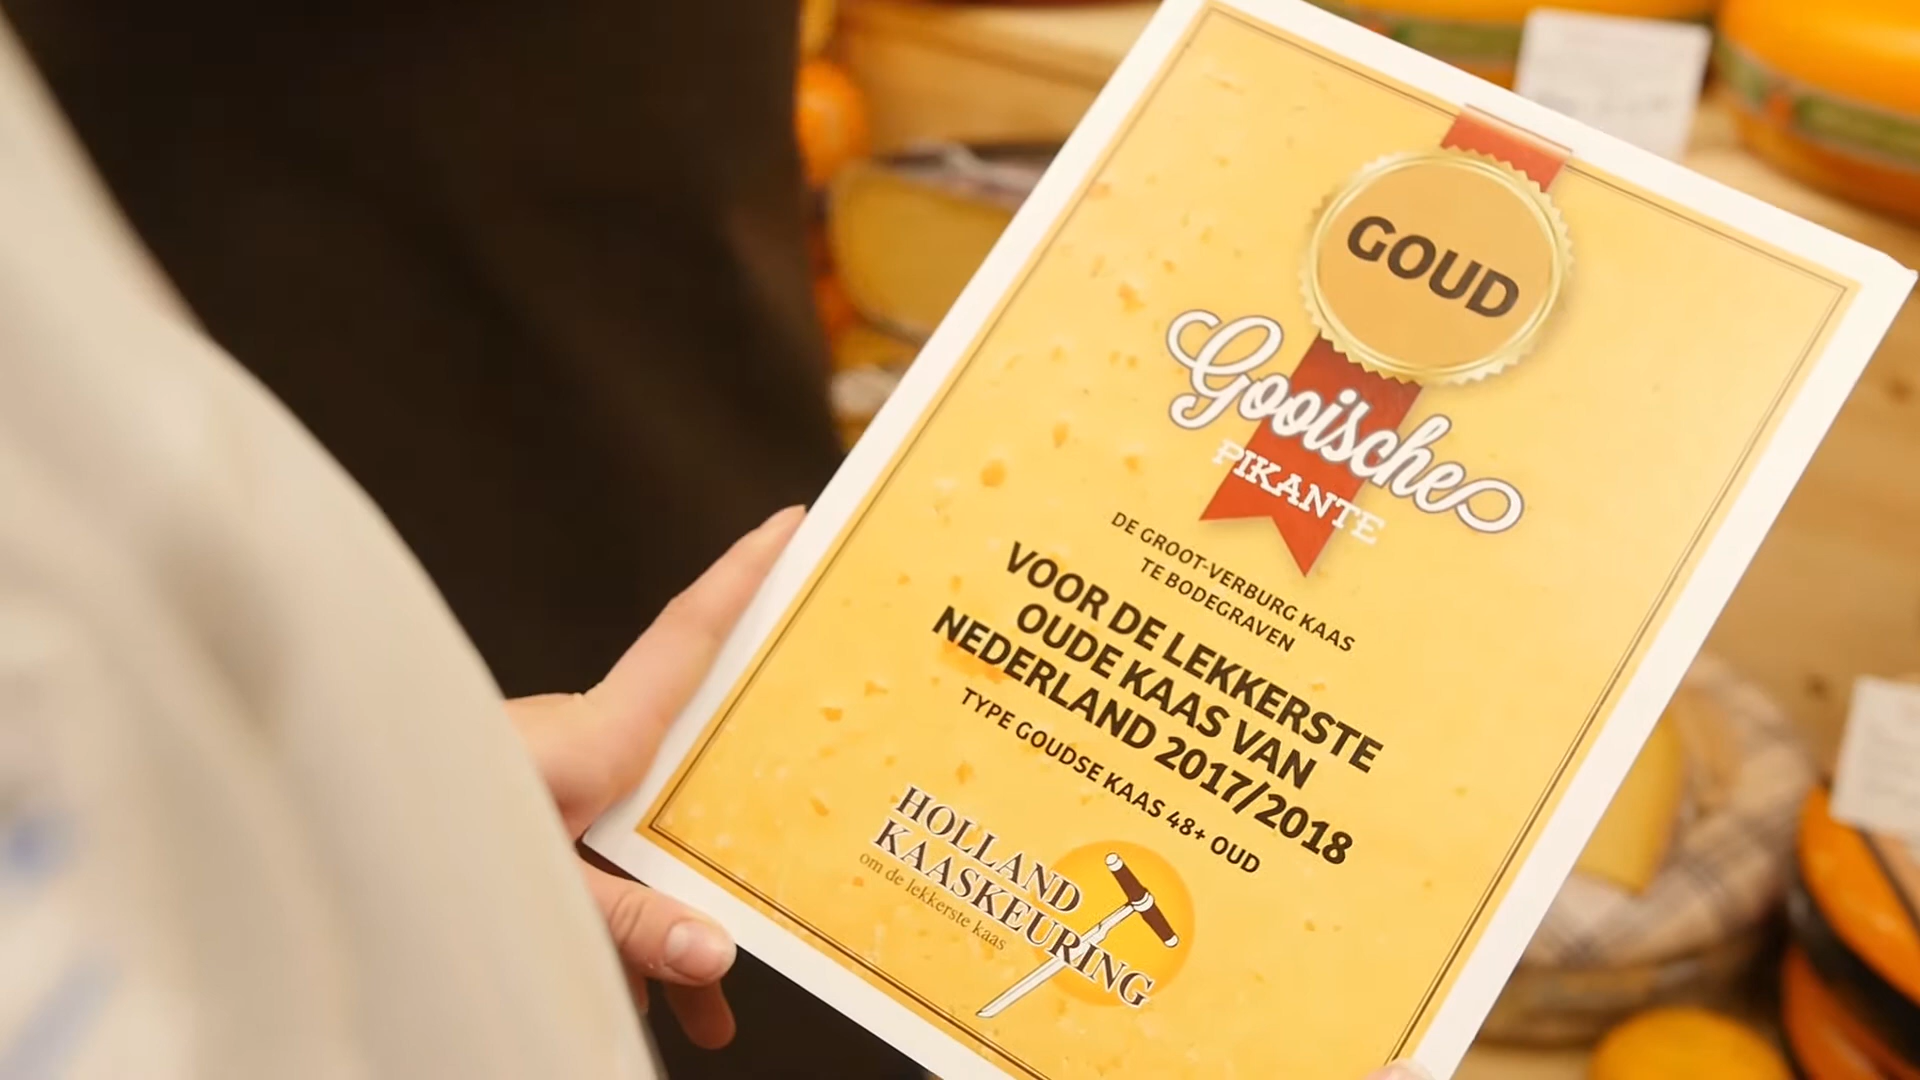 GOUD
Gooische
PIKANTE
DE GROOT-VERBURG KAAS
TE BODEGRAVEN
VOOR DE LEKKERSTE
OUDE KAAS VAN
NEDERLAND 2017/2018
TYPE GOUDSE KAAS 48+ OUD
HOLLAND
KAASKEURING
om de lekkerste kaas